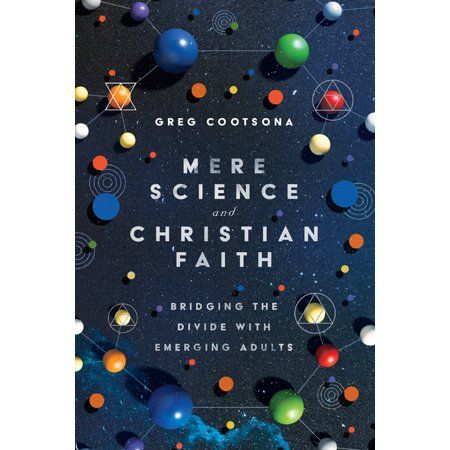 GREG COOTSONA
MERE
SCIENCE
and
CHRISTIAN
FAITH
BRIDGING THE
DIVIDE WITH
EMERGING ADULTS